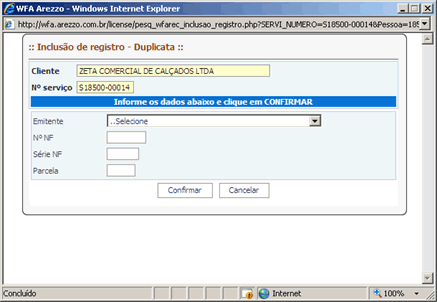 WFA Arezzo - Windows Internet Explorer
http://wfa.arezzo.com.br/license/pesq_wfarec_inclusao_registro.php?SERVI_NUMERO=S18500-00014&Pessoa=185
:: Inclusão de registro - Duplicata ::
Cliente ZETA COMERCIAL DE CALÇADOS LTDA
Nº serviço S18500-00014
Informe os dados abaixo e clique em CONFIRMAR
Emitente ..Selecione
Nº NF
Série NF
Parcela
Confirmar Cancelar
Concluído Internet 100%